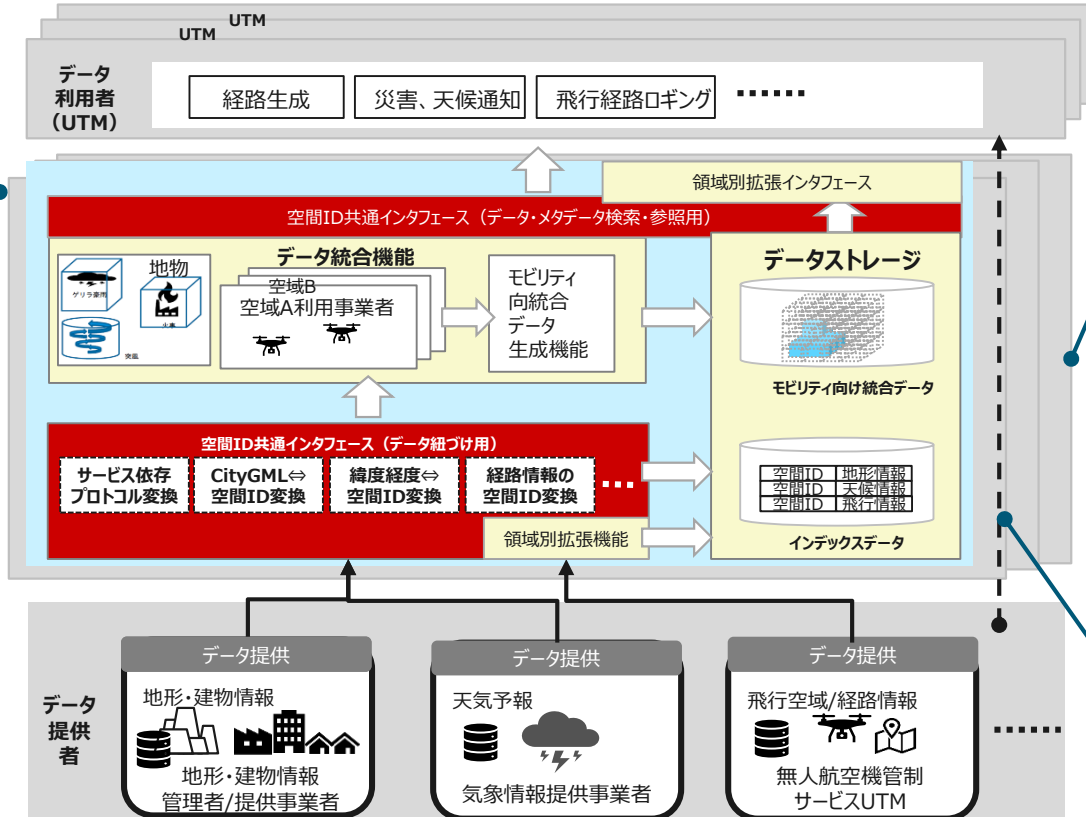 UTM
UTM
データ
利用者
（UTM）
経路生成
災害、天候通知
飛行経路ロギング
……
領域別拡張インタフェース
空間ID共通インタフェース（データ・メタデータ検索・参照用）
データ統合機能
地物
ゲリラ豪雨
火事
突風
空域B
空域A利用事業者
モビリティ
向統合
データ
生成機能
データストレージ
モビリティ向け統合データ
空間ID共通インタフェース（データ紐づけ用）
サービス依存
プロトコル変換
CityGML⇔
空間ID変換
緯度経度⇔
空間ID変換
経路情報の
空間ID変換
…
領域別拡張機能
空間ID 地形情報
空間ID 天候情報
空間ID 飛行情報
インデックスデータ
データ
提供
者
データ提供
地形・建物情報
地形・建物情報
管理者/提供事業者
データ提供
天気予報
気象情報提供事業者
データ提供
飛行空域/経路情報
無人航空機管制
サービスUTM
……